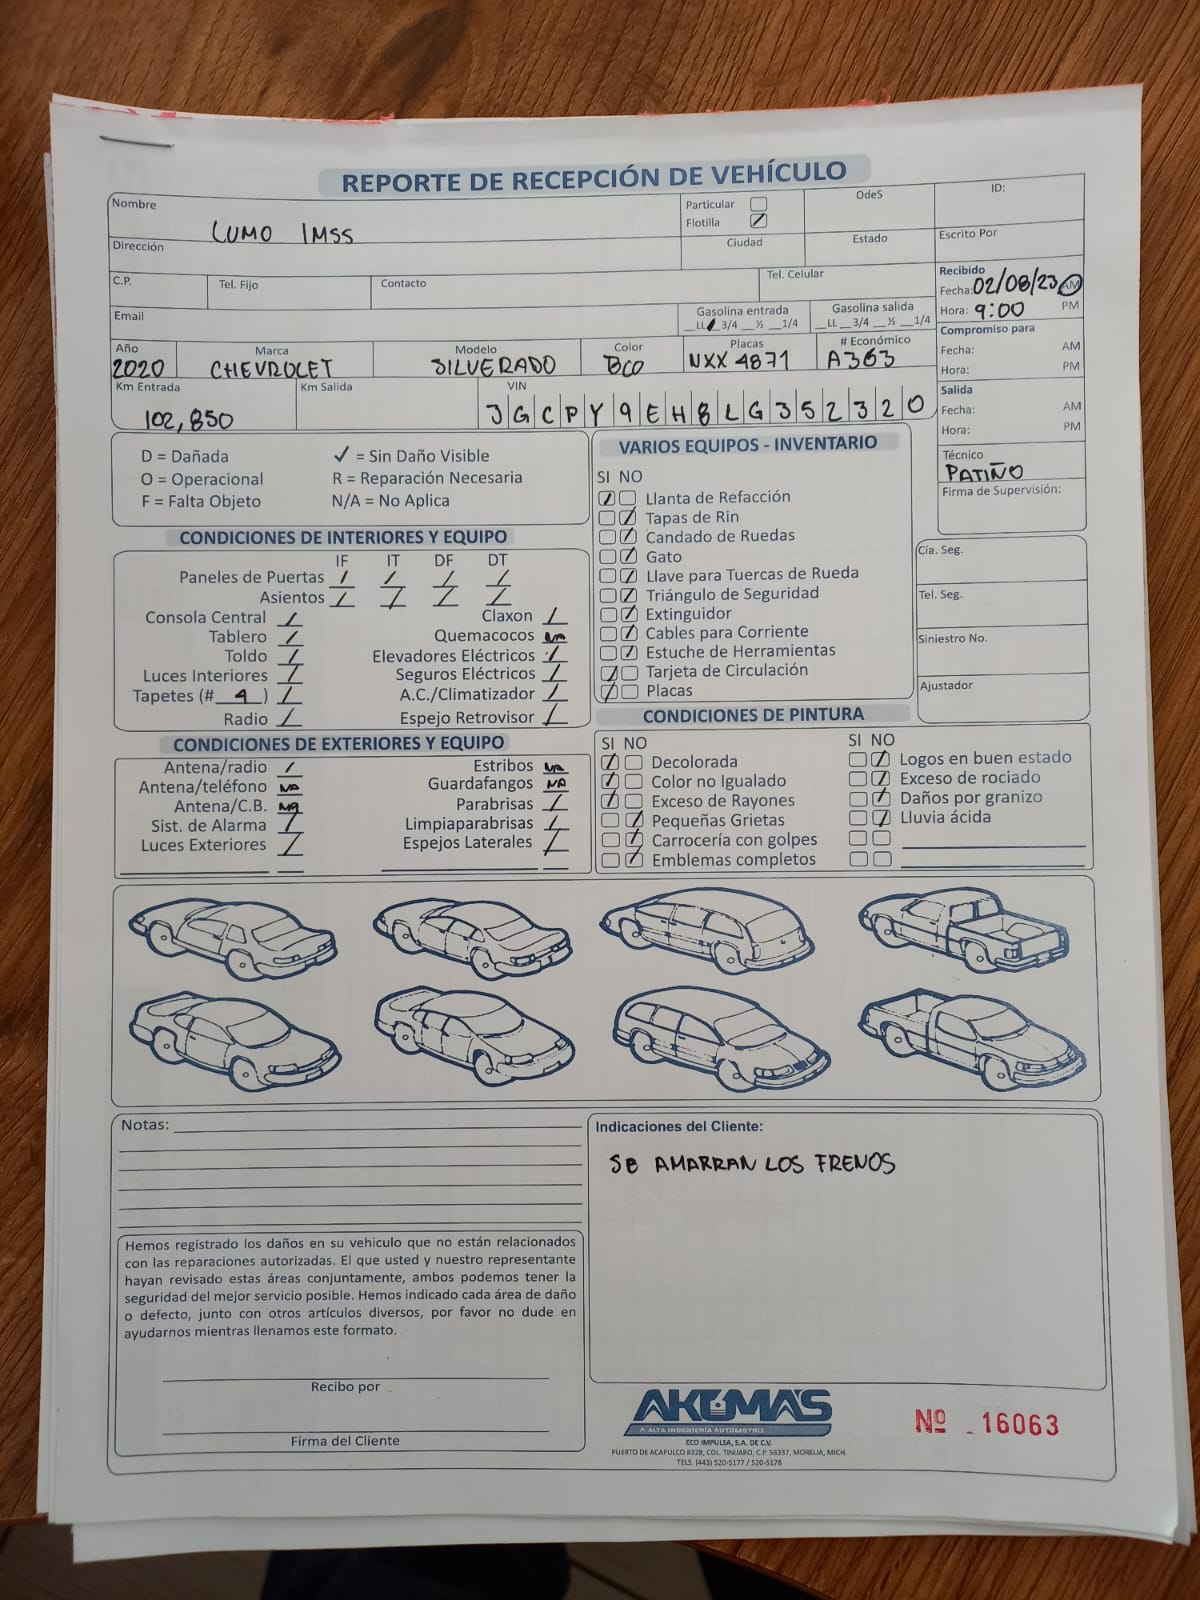 REPORTE DE RECEPCIÓN DE VEHÍCULO
Nombre LUMO IMSS
Particular
Flotilla
OdeS
ID:
Dirección
Ciudad
Estado
Escrito Por
C.P.
Tel. Fijo
Contacto
Tel. Celular
Recibido
Fecha: 02/08/23 AM
Hora: 9:00 PM
Email
Gasolina entrada
__LL__3/4 __½ __1/4
Gasolina salida
__LL__3/4 __½ __1/4
Compromiso para
Fecha: AM
Hora: PM
Año 2020
Marca CHEVROLET
Modelo SILVERADO
Color BCO
Placas NXX 4871
# Económico A363
Km Entrada 102,850
Km Salida
VIN JGCPY9EH8LG352320
Salida
Fecha: AM
Hora: PM
Técnico
PATIÑO
Firma de Supervisión:
D = Dañada ✓ = Sin Daño Visible
O = Operacional R = Reparación Necesaria
F = Falta Objeto N/A = No Aplica
VARIOS EQUIPOS - INVENTARIO
SI NO
Llanta de Refacción
Tapas de Rin
Candado de Ruedas
Gato
Llave para Tuercas de Rueda
Triángulo de Seguridad
Extinguidor
Cables para Corriente
Estuche de Herramientas
Tarjeta de Circulación
Placas
Cía. Seg.
Tel. Seg.
Siniestro No.
Ajustador
CONDICIONES DE INTERIORES Y EQUIPO
IF IT DF DT
Paneles de Puertas / / / /
Asientos / / / /
Consola Central / Claxon /
Tablero / Quemacocos NA
Toldo / Elevadores Eléctricos /
Luces Interiores / Seguros Eléctricos /
Tapetes (# 4 ) / A.C./Climatizador /
Radio / Espejo Retrovisor /
CONDICIONES DE EXTERIORES Y EQUIPO
Antena/radio / Estribos NA
Antena/teléfono NA Guardafangos NA
Antena/C.B. NA Parabrisas /
Sist. de Alarma / Limpiaparabrisas /
Luces Exteriores / Espejos Laterales /
CONDICIONES DE PINTURA
SI NO SI NO
Decolorada Logos en buen estado
Color no Igualado Exceso de rociado
Exceso de Rayones Daños por granizo
Pequeñas Grietas Lluvia ácida
Carrocería con golpes
Emblemas completos
Notas:
Indicaciones del Cliente:
SE AMARRAN LOS FRENOS
Hemos registrado los daños en su vehiculo que no están relacionados
con las reparaciones autorizadas. El que usted y nuestro representante
hayan revisado estas áreas conjuntamente, ambos podemos tener la
seguridad del mejor servicio posible. Hemos indicado cada área de daño
o defecto, junto con otros artículos diversos, por favor no dude en
ayudarnos mientras llenamos este formato.
Recibo por
Firma del Cliente
AKUMA'S
ALTA INGENIERÍA AUTOMOTRIZ
ECO IMPULSA, S.A. DE C.V.
PUERTO DE ACAPULCO #328, COL. TINIJARO, C.P. 58337, MORELIA, MICH.
TELS. (443) 520-5177 / 520-5178
Nº 16063